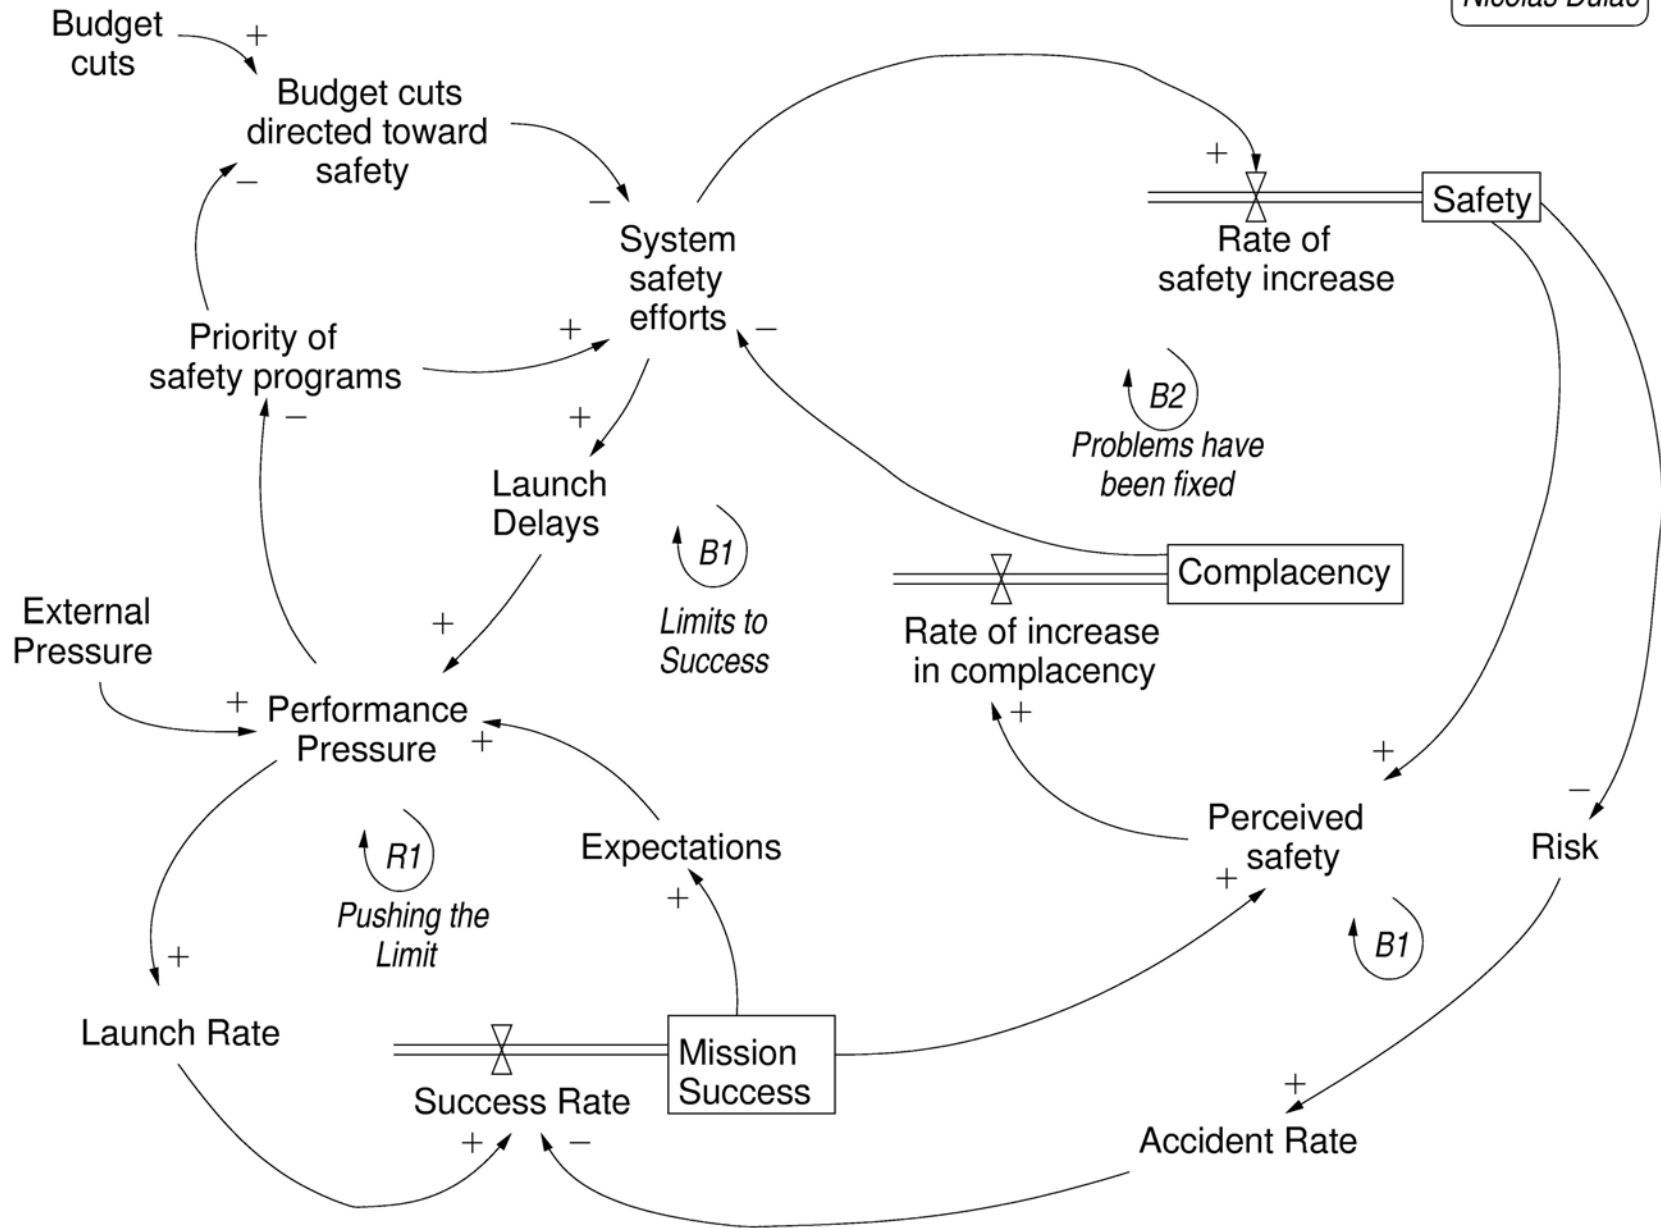 Nicolas Dulac
Budget
cuts
+
Budget cuts
directed toward
safety
−
−
+
Safety
System
safety
efforts
Rate of
safety increase
Priority of
safety programs
+
−
−
+
B2
Problems have
been fixed
Launch
Delays
B1
Limits to
Success
Complacency
Rate of increase
in complacency
+
External
Pressure
+
+
Performance
Pressure
+
+
−
Perceived
safety
+
Risk
Expectations
+
R1
Pushing the
Limit
B1
+
Launch Rate
Mission
Success
Success Rate
+
−
+
Accident Rate